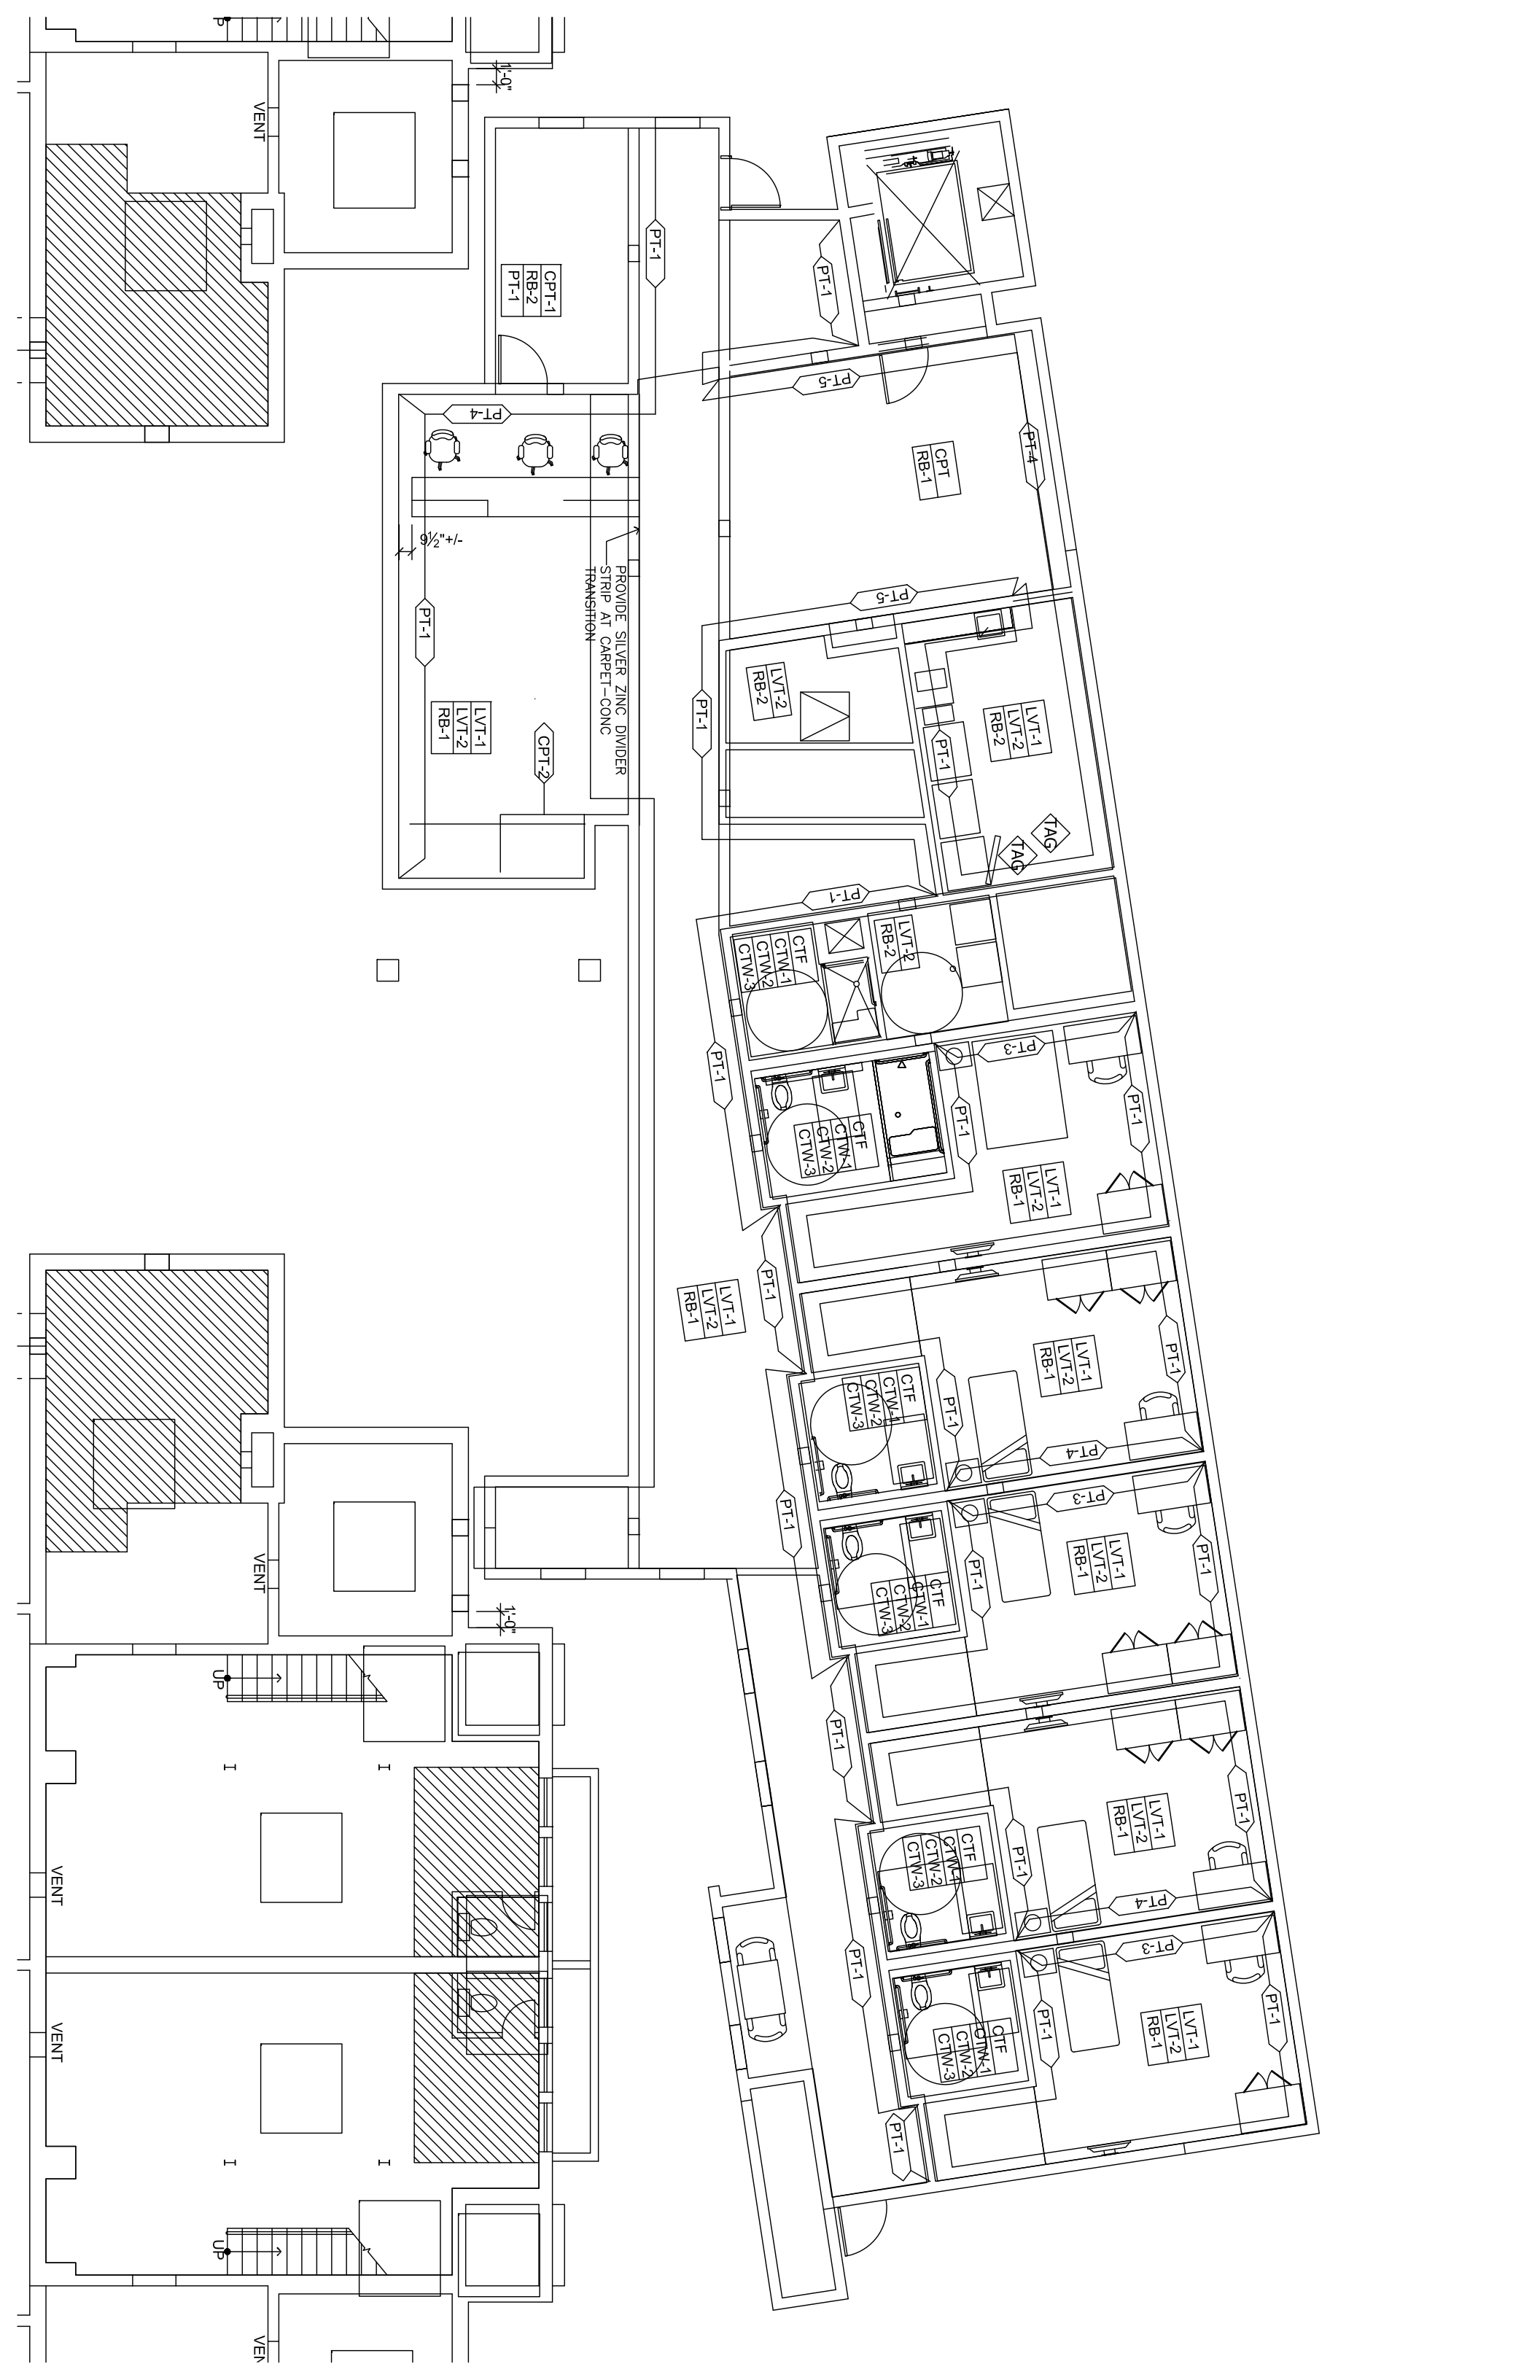 UP
1'-0"
VENT
PT-1
PT-1
CPT-1
RB-2
PT-1
PT-5
PT-4
PT-4
CPT
RB-1
9½"+/-
PROVIDE SILVER ZINC DIVIDER
STRIP AT CARPET-CONC
TRANSITION
PT-5
PT-1
LVT-2
RB-2
PT-1
LVT-1
LVT-2
RB-1
CPT-2
LVT-1
LVT-2
RB-2
PT-1
TAG
TAG
PT-1
CTF
CTW-1
CTW-2
CTW-3
LVT-2
RB-2
PT-3
PT-1
PT-1
PT-1
CTF
CTW-1
CTW-2
CTW-3
LVT-1
LVT-2
RB-1
PT-1
LVT-1
LVT-2
RB-1
PT-1
LVT-1
LVT-2
RB-1
CTF
CTW-1
CTW-2
CTW-3
PT-1
PT-4
PT-3
PT-1
PT-1
PT-1
LVT-1
LVT-2
RB-1
CTF
CTW-1
CTW-2
CTW-3
VENT
1'-0"
UP
PT-1
PT-1
LVT-1
LVT-2
RB-1
CTF
CTW-1
CTW-2
CTW-3
PT-1
PT-4
VENT
PT-3
PT-1
PT-1
PT-1
LVT-1
LVT-2
RB-1
CTF
CTW-1
CTW-2
CTW-3
VENT
PT-1
UP
VEN